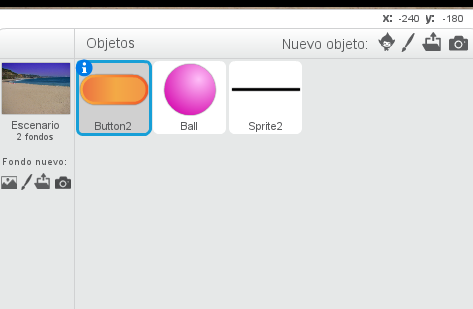 x: -240 y: -180
Objetos Nuevo objeto:
i
Button2 Ball Sprite2
Escenario
2 fondos
Fondo nuevo: